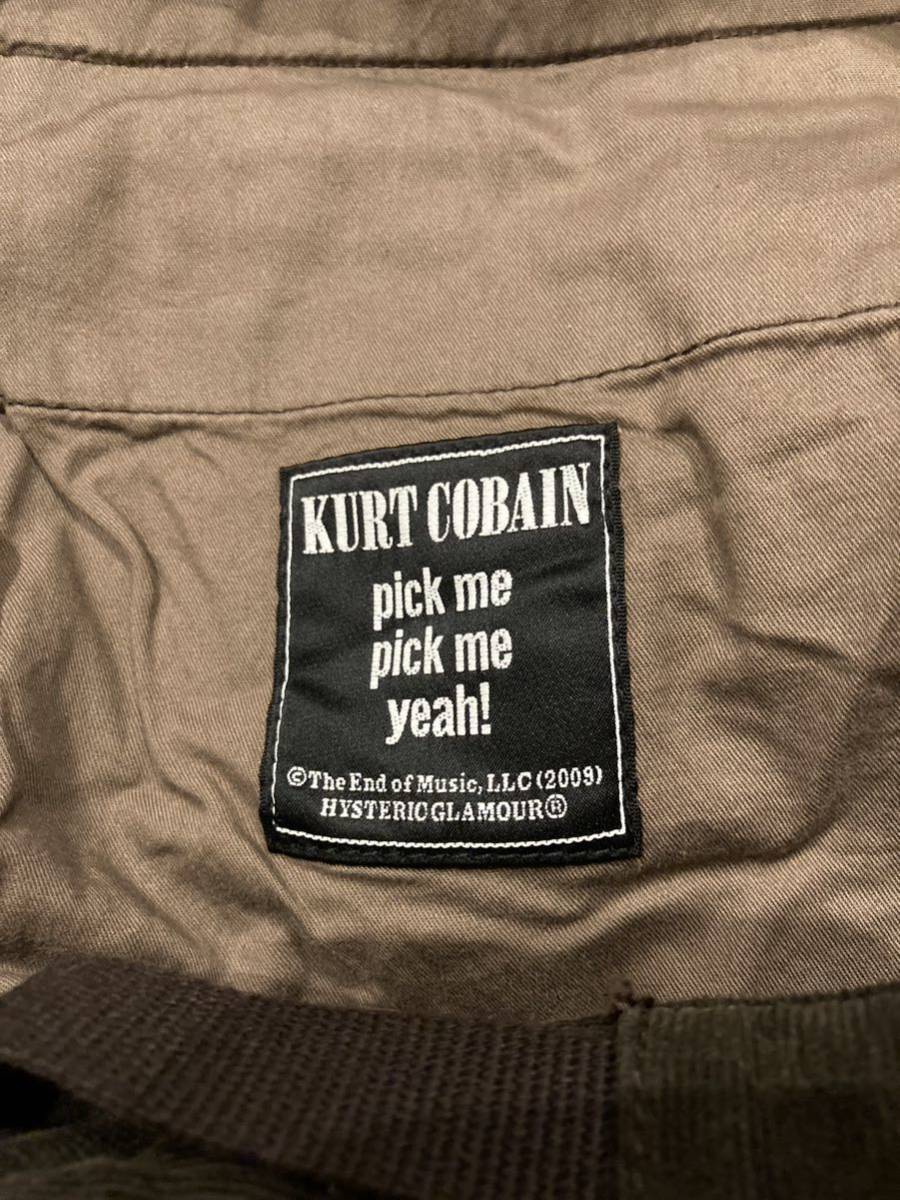 KURT COBAIN
pick me
pick me
yeah!
©The End of Music, LLC (2009)
HYSTERIC GLAMOUR®